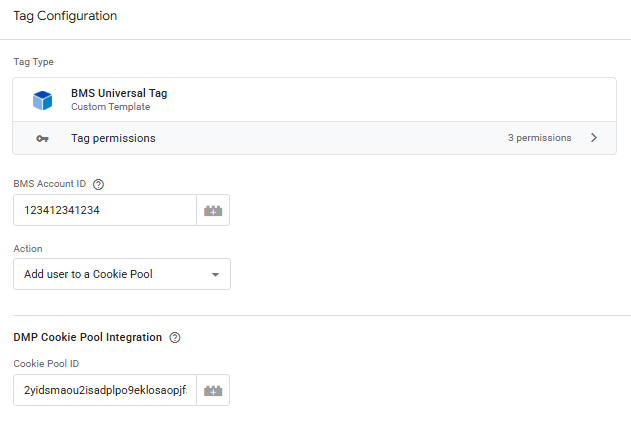 Tag Configuration
Tag Type
BMS Universal Tag
Custom Template
Tag permissions
3 permissions
BMS Account ID
123412341234
Action
Add user to a Cookie Pool
DMP Cookie Pool Integration
Cookie Pool ID
2yidsmaou2isadplpo9eklosaopjf